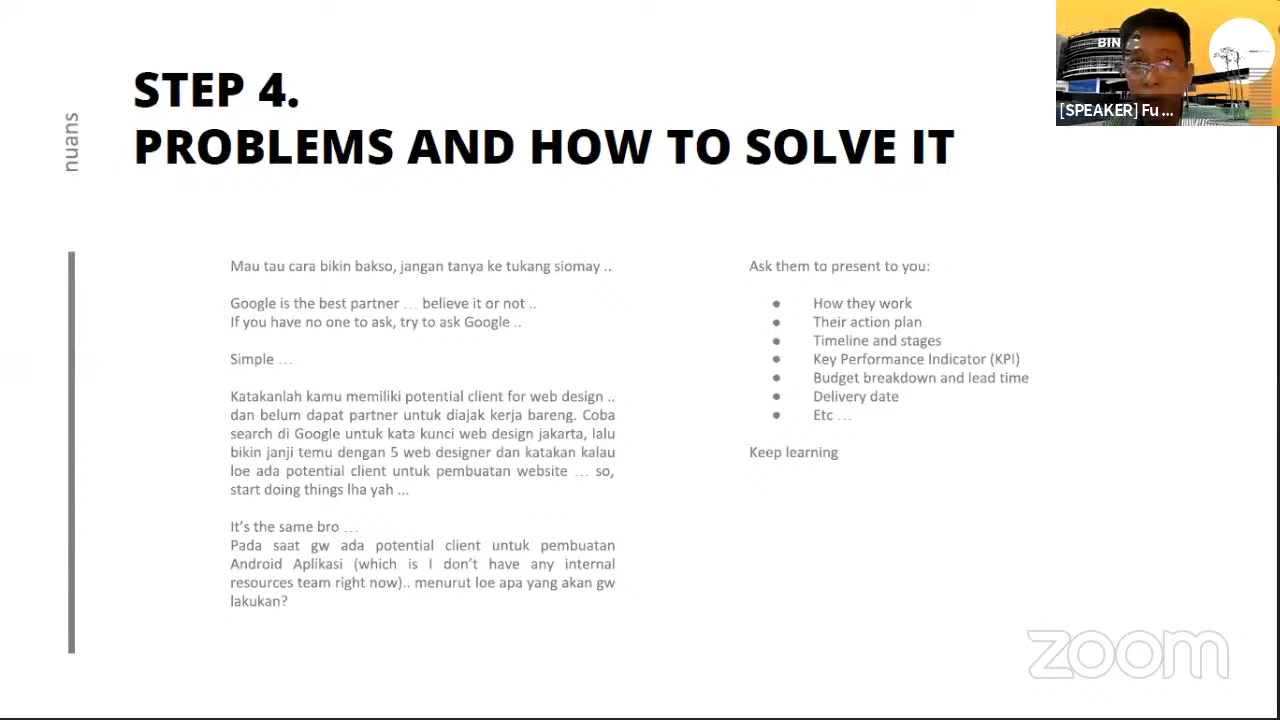 BIN
[SPEAKER] Fu ...
nuans
STEP 4.
PROBLEMS AND HOW TO SOLVE IT
Mau tau cara bikin bakso, jangan tanya ke tukang siomay ..
Google is the best partner ... believe it or not ..
If you have no one to ask, try to ask Google ..
Simple ...
Katakanlah kamu memiliki potential client for web design ..
dan belum dapat partner untuk diajak kerja bareng. Coba
search di Google untuk kata kunci web design jakarta, lalu
bikin janji temu dengan 5 web designer dan katakan kalau
loe ada potential client untuk pembuatan website ... so,
start doing things lha yah ...
It's the same bro ...
Pada saat gw ada potential client untuk pembuatan
Android Aplikasi (which is I don't have any internal
resources team right now).. menurut loe apa yang akan gw
lakukan?
Ask them to present to you:
● How they work
● Their action plan
● Timeline and stages
● Key Performance Indicator (KPI)
● Budget breakdown and lead time
● Delivery date
● Etc ...
Keep learning
zoom